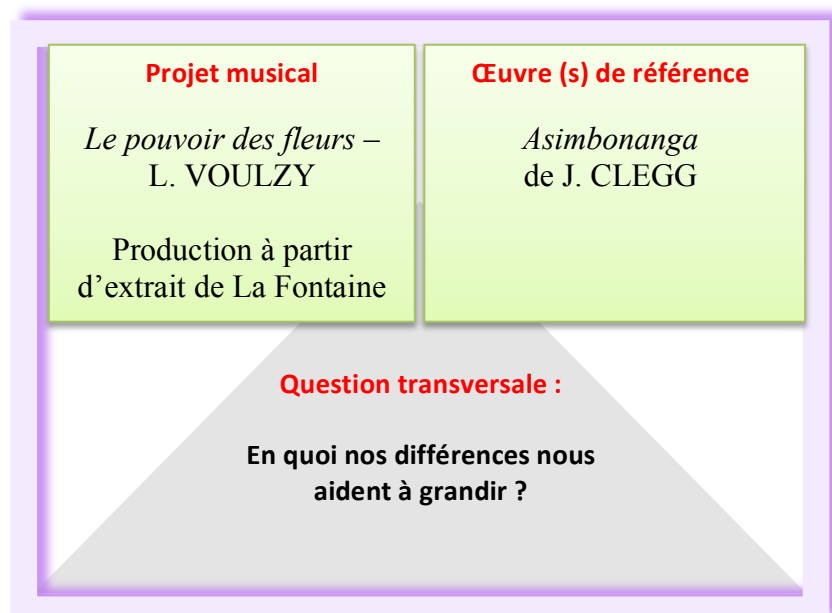 Projet musical
Le pouvoir des fleurs –
L. VOULZY
Production à partir
d’extrait de La Fontaine
Œuvre (s) de référence
Asimbonanga
de J. CLEGG
Question transversale :
En quoi nos différences nous
aident à grandir ?